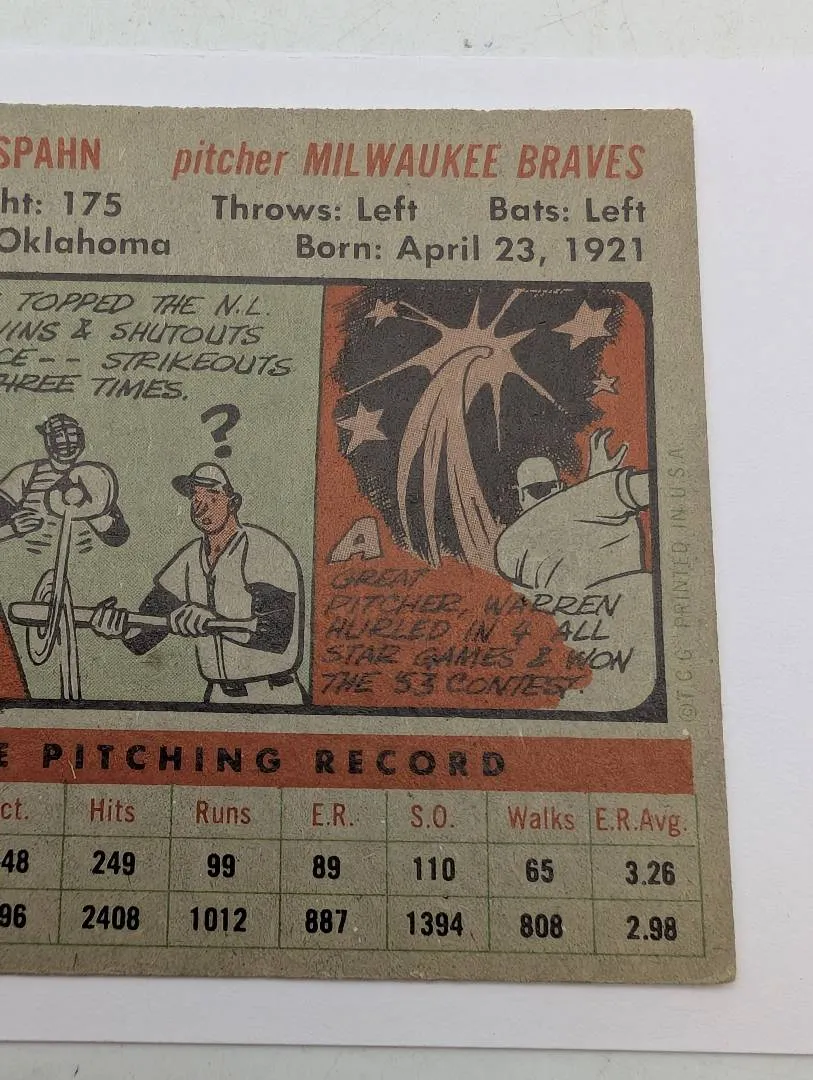 SPAHN pitcher MILWAUKEE BRAVES
ht: 175 Throws: Left Bats: Left
Oklahoma Born: April 23, 1921
TOPPED THE N.L.
WINS & SHUTOUTS
CE-- STRIKEOUTS
THREE TIMES.
?
A
GREAT
PITCHER, WARREN
HURLED IN 4 ALL
STAR GAMES & WON
THE '53 CONTEST.
© T.C.G. PRINTED IN U.S.A.
E PITCHING RECORD
ct. Hits Runs E.R. S.O. Walks E.R.Avg.
48 249 99 89 110 65 3.26
96 2408 1012 887 1394 808 2.98